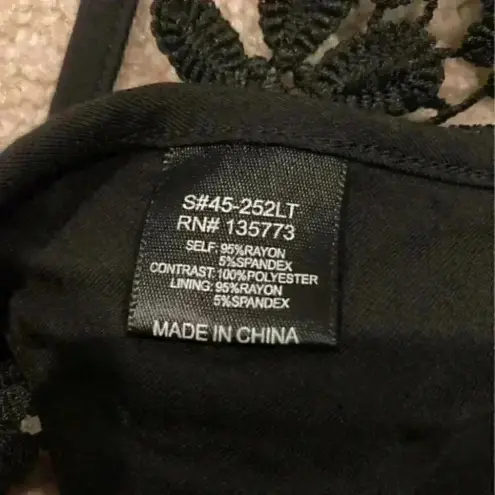 S#45-252LT
RN# 135773
SELF: 95%RAYON
5%SPANDEX
CONTRAST:100%POLYESTER
LINING: 95%RAYON
5%SPANDEX
MADE IN CHINA